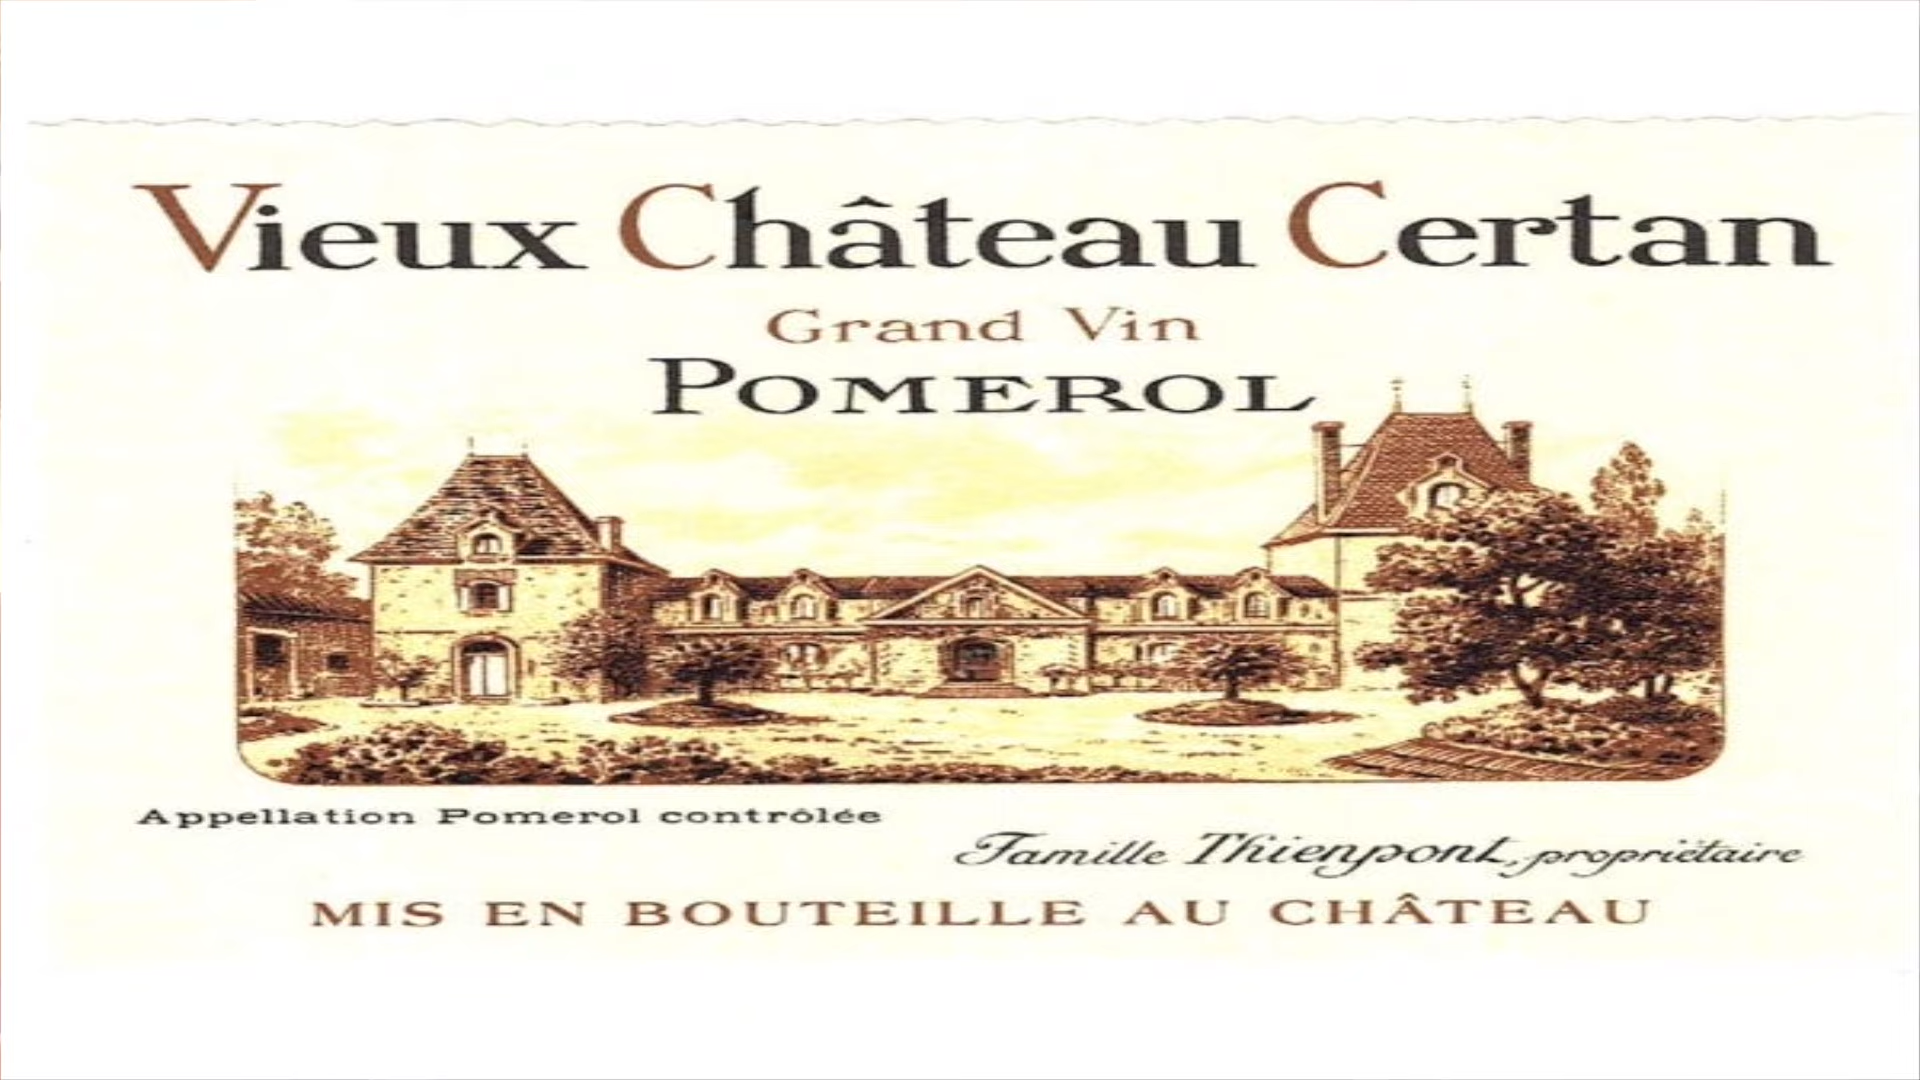 Vieux Château Certan
Grand Vin
POMEROL
Appellation Pomerol contrôlée
Famille Thienpont, propriétaire
MIS EN BOUTEILLE AU CHÂTEAU